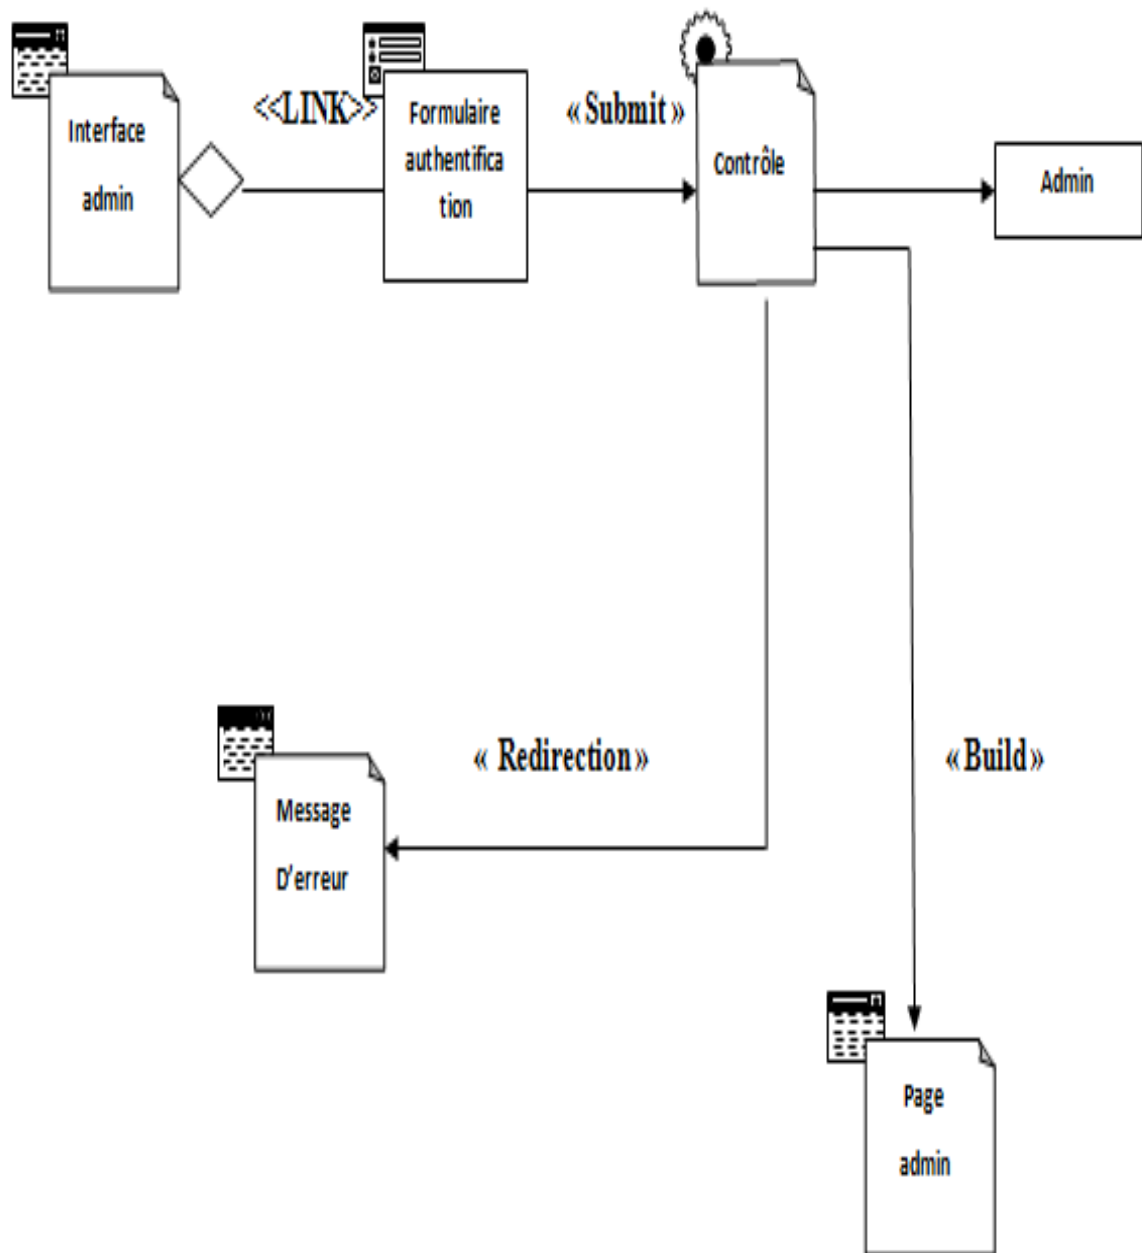 Interface
admin
<<LINK>>
Formulaire
authentifica
tion
« Submit »
Contrôle
Admin
« Redirection »
« Build »
Message
D'erreur
Page
admin